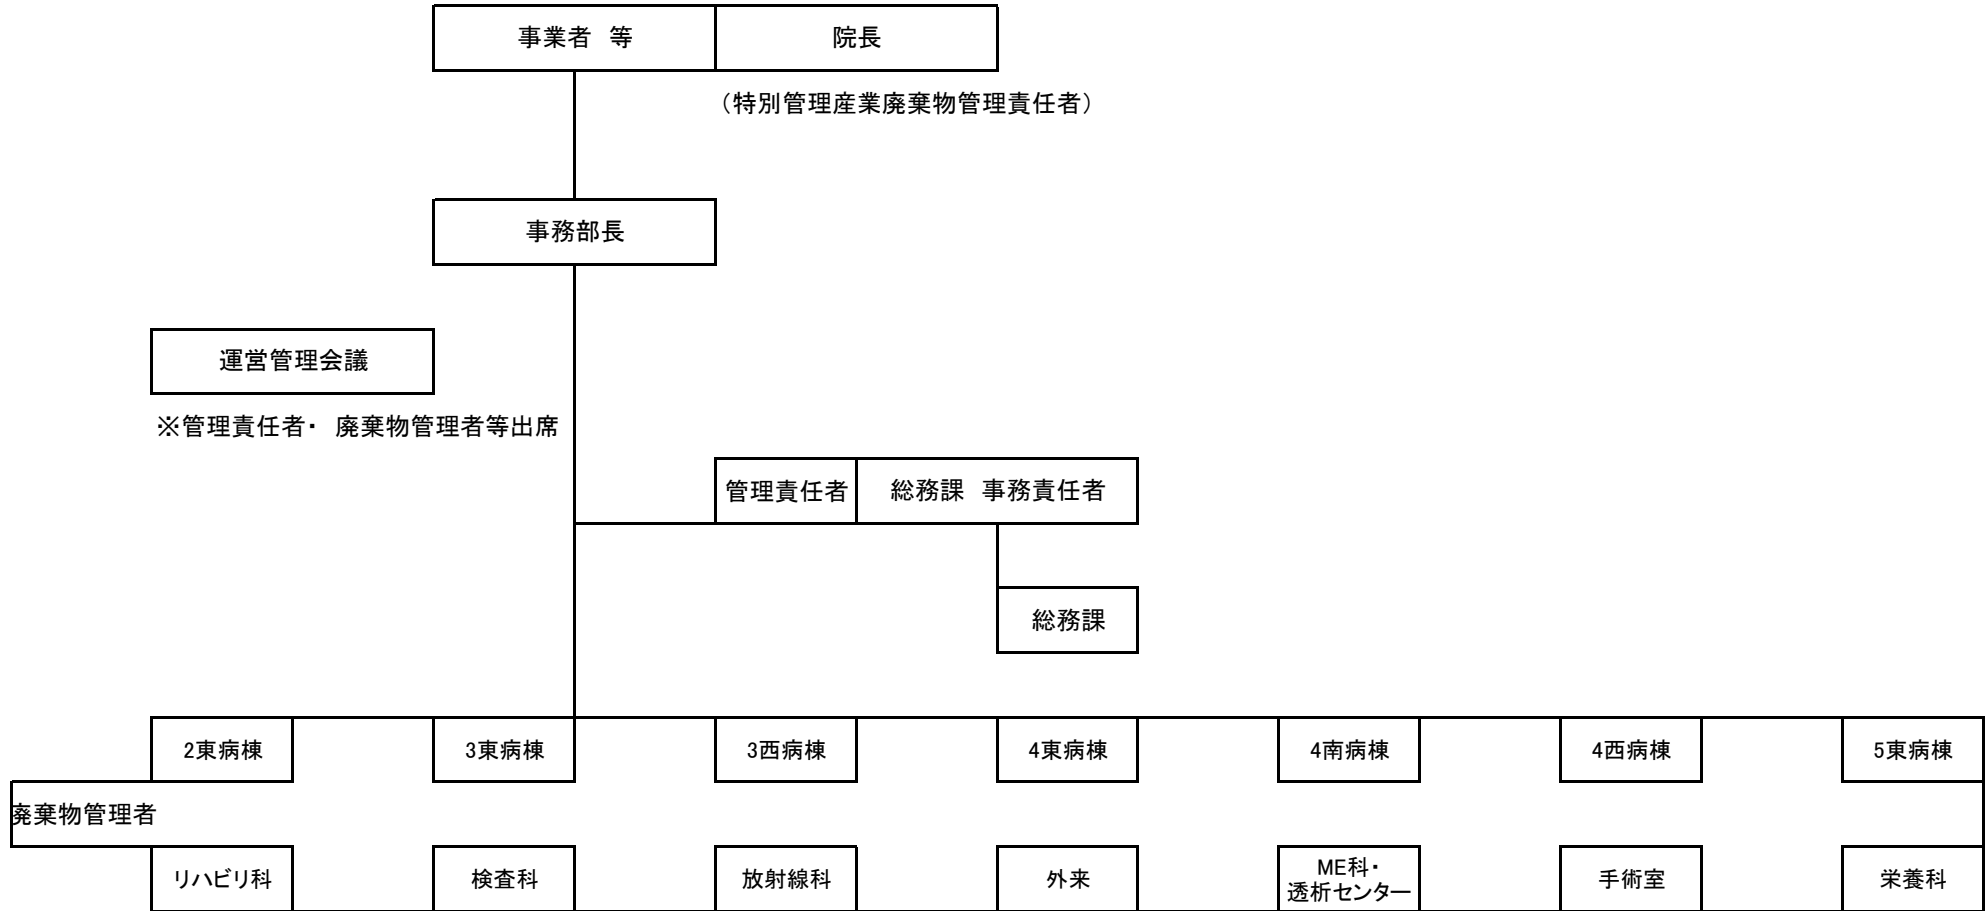 事業者　等
院長
（特別管理産業廃棄物管理責任者）
事務部長
運営管理会議
※管理責任者・　廃棄物管理者等出席
管理責任者
総務課　事務責任者
総務課
2東病棟
3東病棟
3西病棟
4東病棟
4南病棟
4西病棟
5東病棟
廃棄物管理者
リハビリ科
検査科
放射線科
外来
ME科・
透析センター
手術室
栄養科